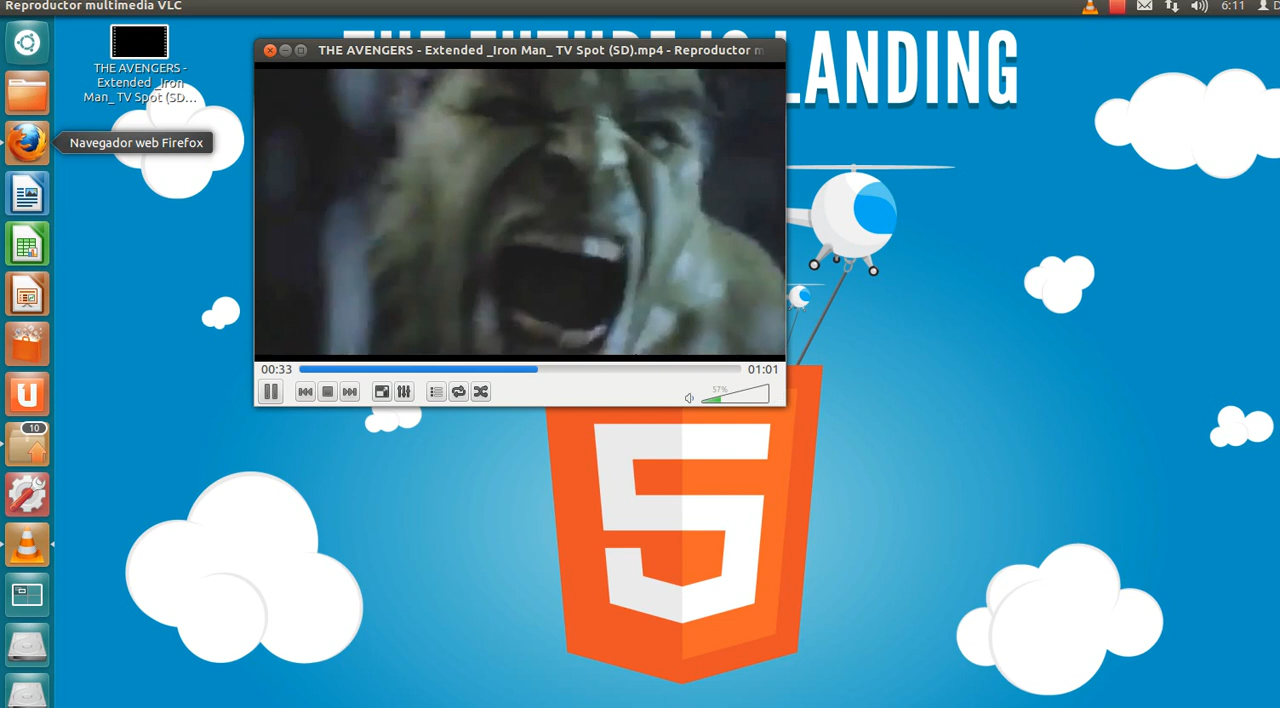 Reproductor multimedia VLC
6:11
THE AVENGERS - Extended _Iron Man_ TV Spot (SD).mp4 - Reproductor m
LANDING
THE AVENGERS -
Extended _Iron
Man_ TV Spot (SD...
Navegador web Firefox
00:33
01:01
57%
10